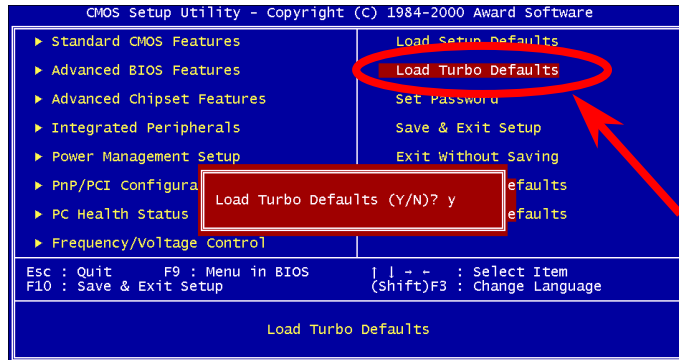 CMOS Setup Utility – Copyright (C) 1984–2000 Award Software
▶ Standard CMOS Features
▶ Advanced BIOS Features
▶ Advanced Chipset Features
▶ Integrated Peripherals
▶ Power Management Setup
▶ PnP/PCI Configura
▶ PC Health Status
▶ Frequency/Voltage Control
Load Setup Defaults
Load Turbo Defaults
Set Password
Save & Exit Setup
Exit Without Saving
efaults
efaults
Load Turbo Defaults (Y/N)? y
Esc : Quit F9 : Menu in BIOS ↑ ↓ → ← : Select Item
F10 : Save & Exit Setup (Shift)F3 : Change Language
Load Turbo Defaults